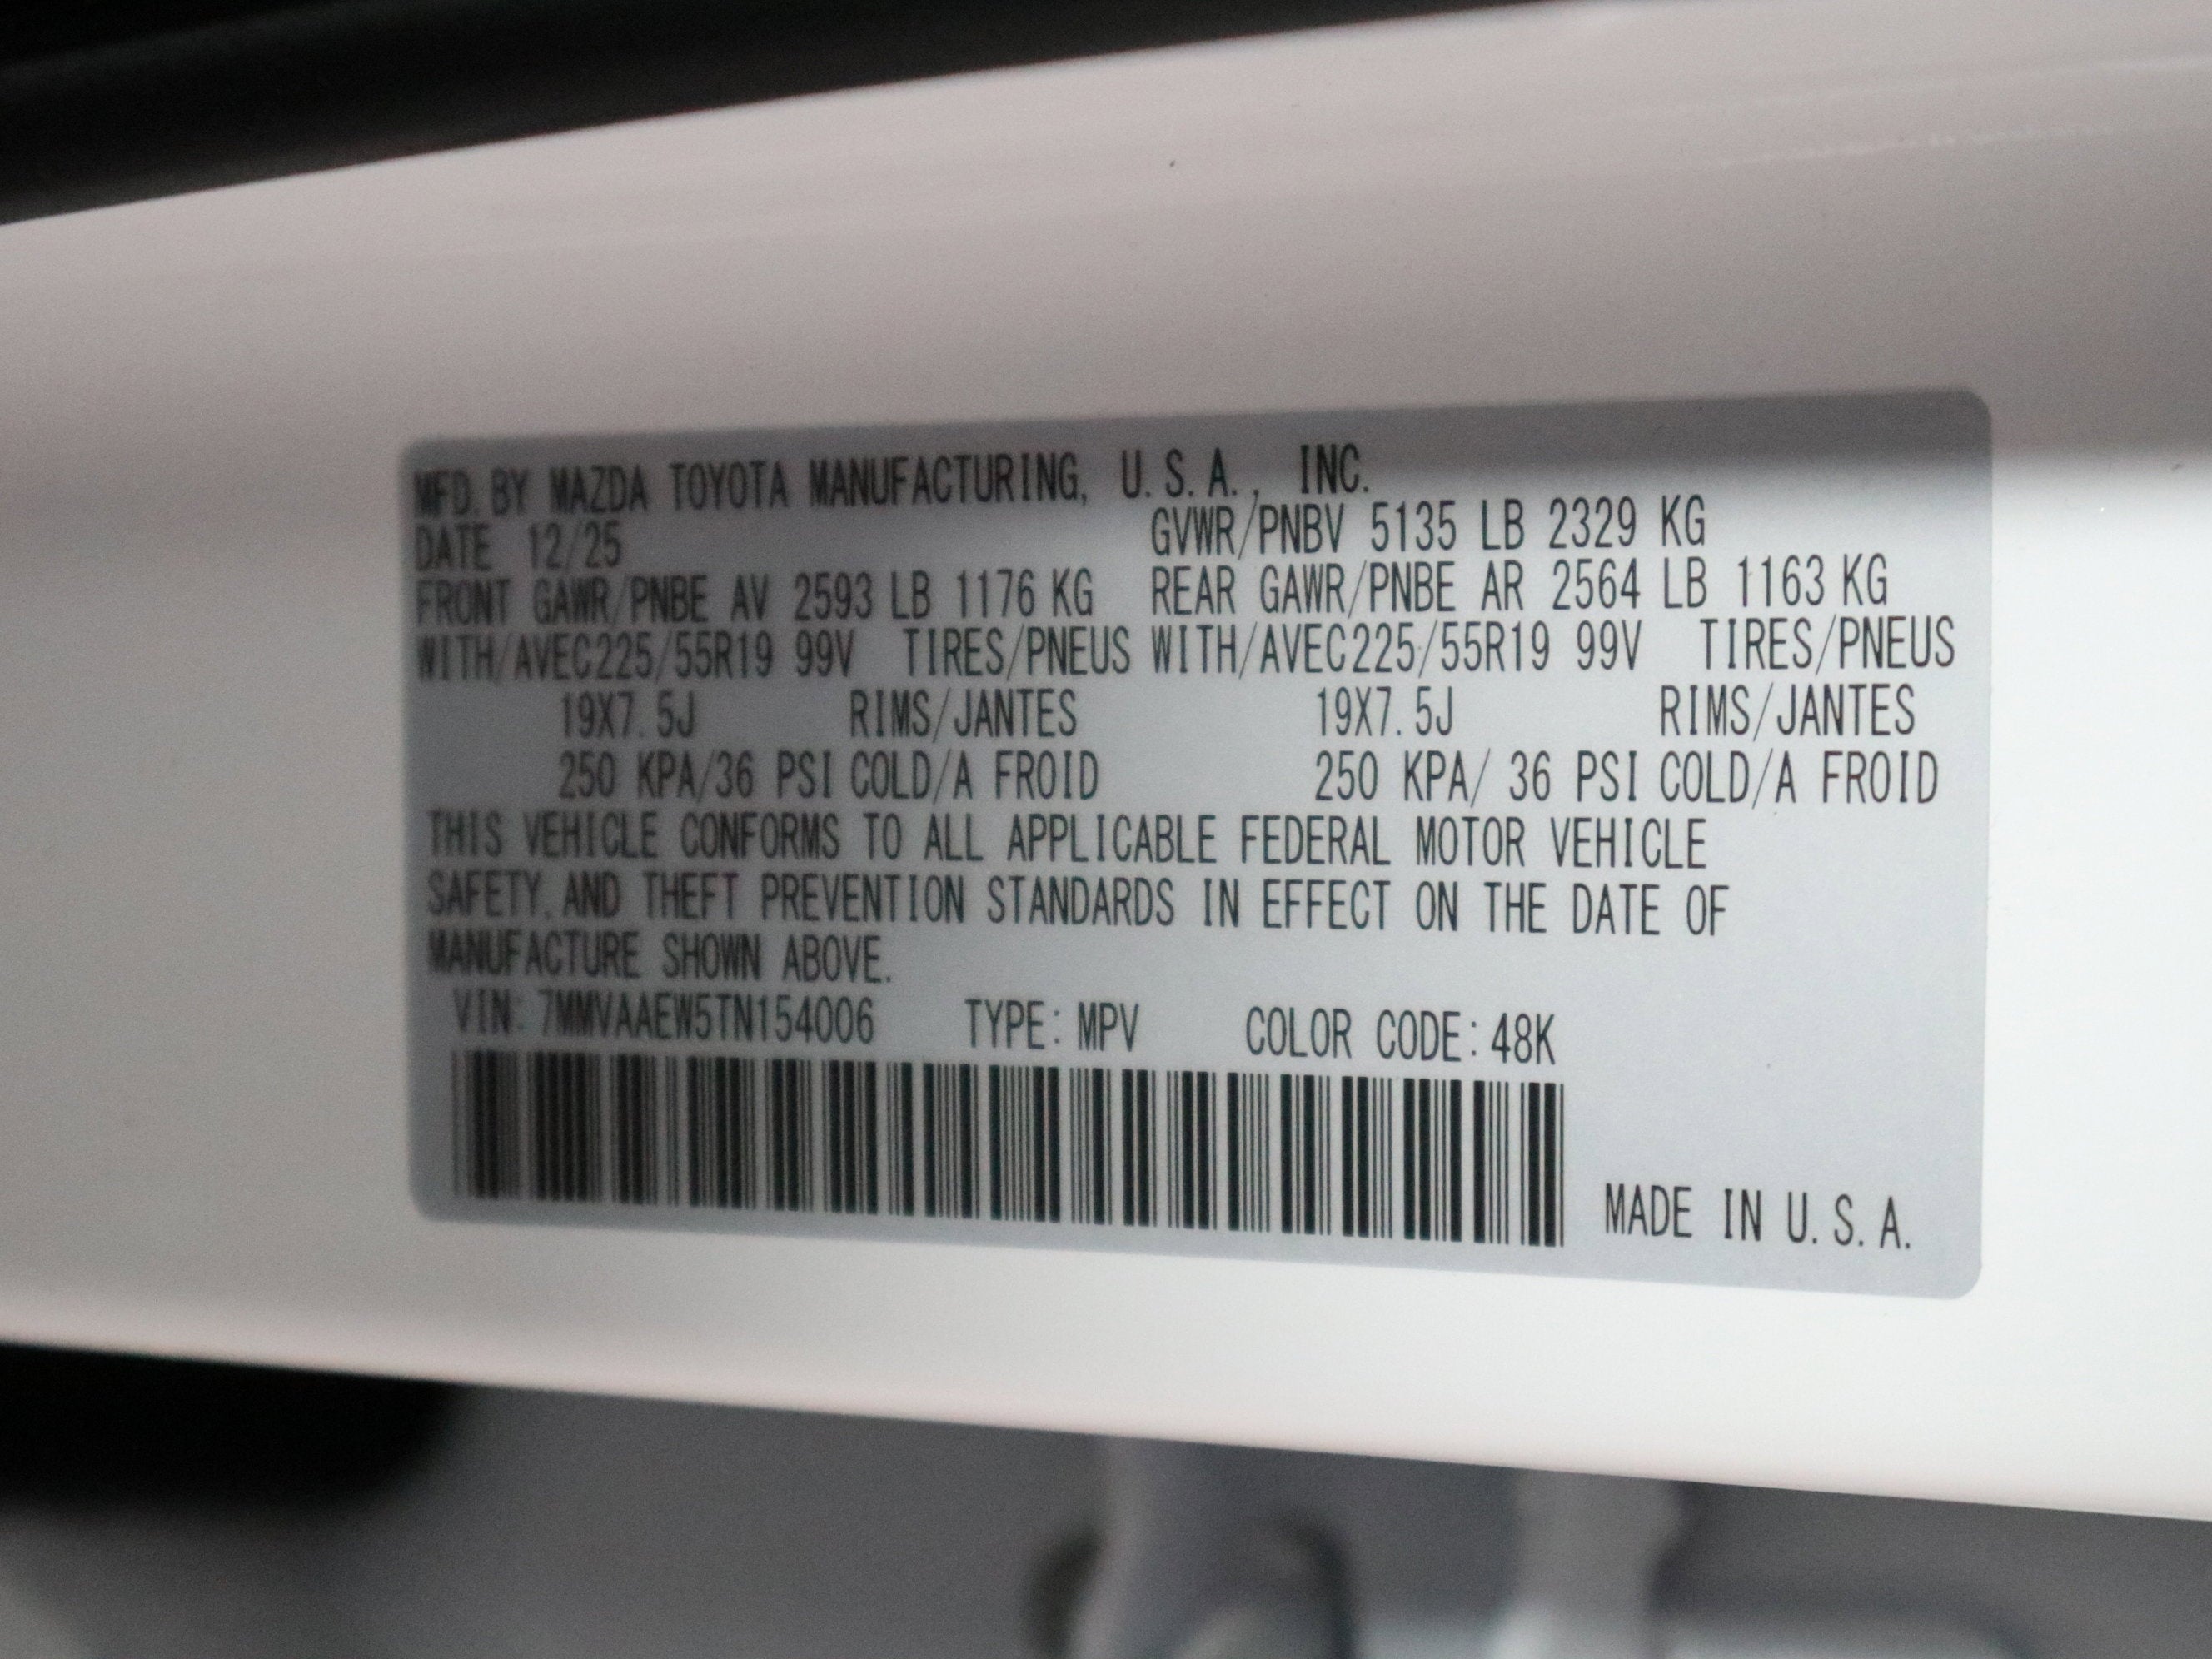 MFD. BY MAZDA TOYOTA MANUFACTURING, U.S.A., INC.
DATE 12/25 GVWR/PNBV 5135 LB 2329 KG
FRONT GAWR/PNBE AV 2593 LB 1176 KG REAR GAWR/PNBE AR 2564 LB 1163 KG
WITH/AVEC225/55R19 99V TIRES/PNEUS WITH/AVEC225/55R19 99V TIRES/PNEUS
19X7.5J RIMS/JANTES 19X7.5J RIMS/JANTES
250 KPA/36 PSI COLD/A FROID 250 KPA/ 36 PSI COLD/A FROID
THIS VEHICLE CONFORMS TO ALL APPLICABLE FEDERAL MOTOR VEHICLE
SAFETY, AND THEFT PREVENTION STANDARDS IN EFFECT ON THE DATE OF
MANUFACTURE SHOWN ABOVE.
VIN: 7MMVAAEW5TN154006 TYPE: MPV COLOR CODE: 48K
MADE IN U.S.A.